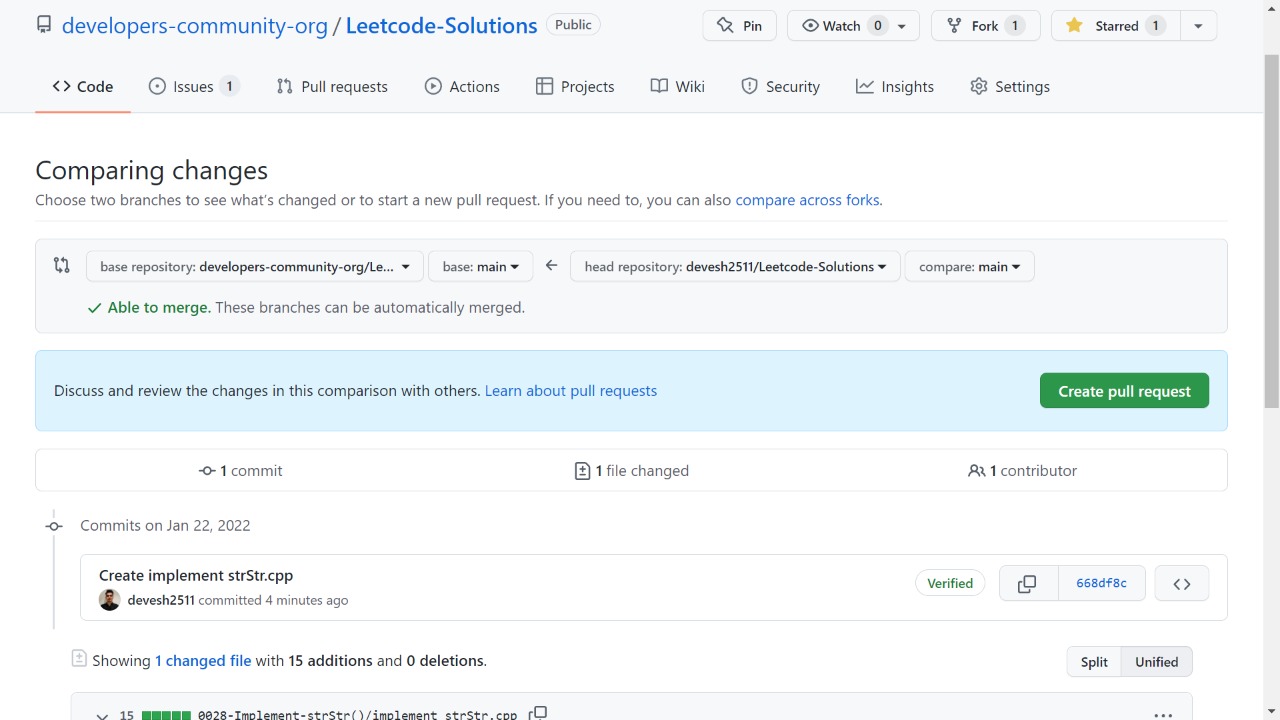 developers-community-org / Leetcode-Solutions Public Pin Watch 0 Fork 1 Starred 1
Code Issues 1 Pull requests Actions Projects Wiki Security Insights Settings
Comparing changes
Choose two branches to see what's changed or to start a new pull request. If you need to, you can also compare across forks.
base repository: developers-community-org/Le... base: main head repository: devesh2511/Leetcode-Solutions compare: main
Able to merge. These branches can be automatically merged.
Discuss and review the changes in this comparison with others. Learn about pull requests Create pull request
1 commit 1 file changed 1 contributor
Commits on Jan 22, 2022
Create implement strStr.cpp
devesh2511 committed 4 minutes ago Verified 668df8c
Showing 1 changed file with 15 additions and 0 deletions. Split Unified
15 0028-Implement-strStr()/implement strStr.cpp